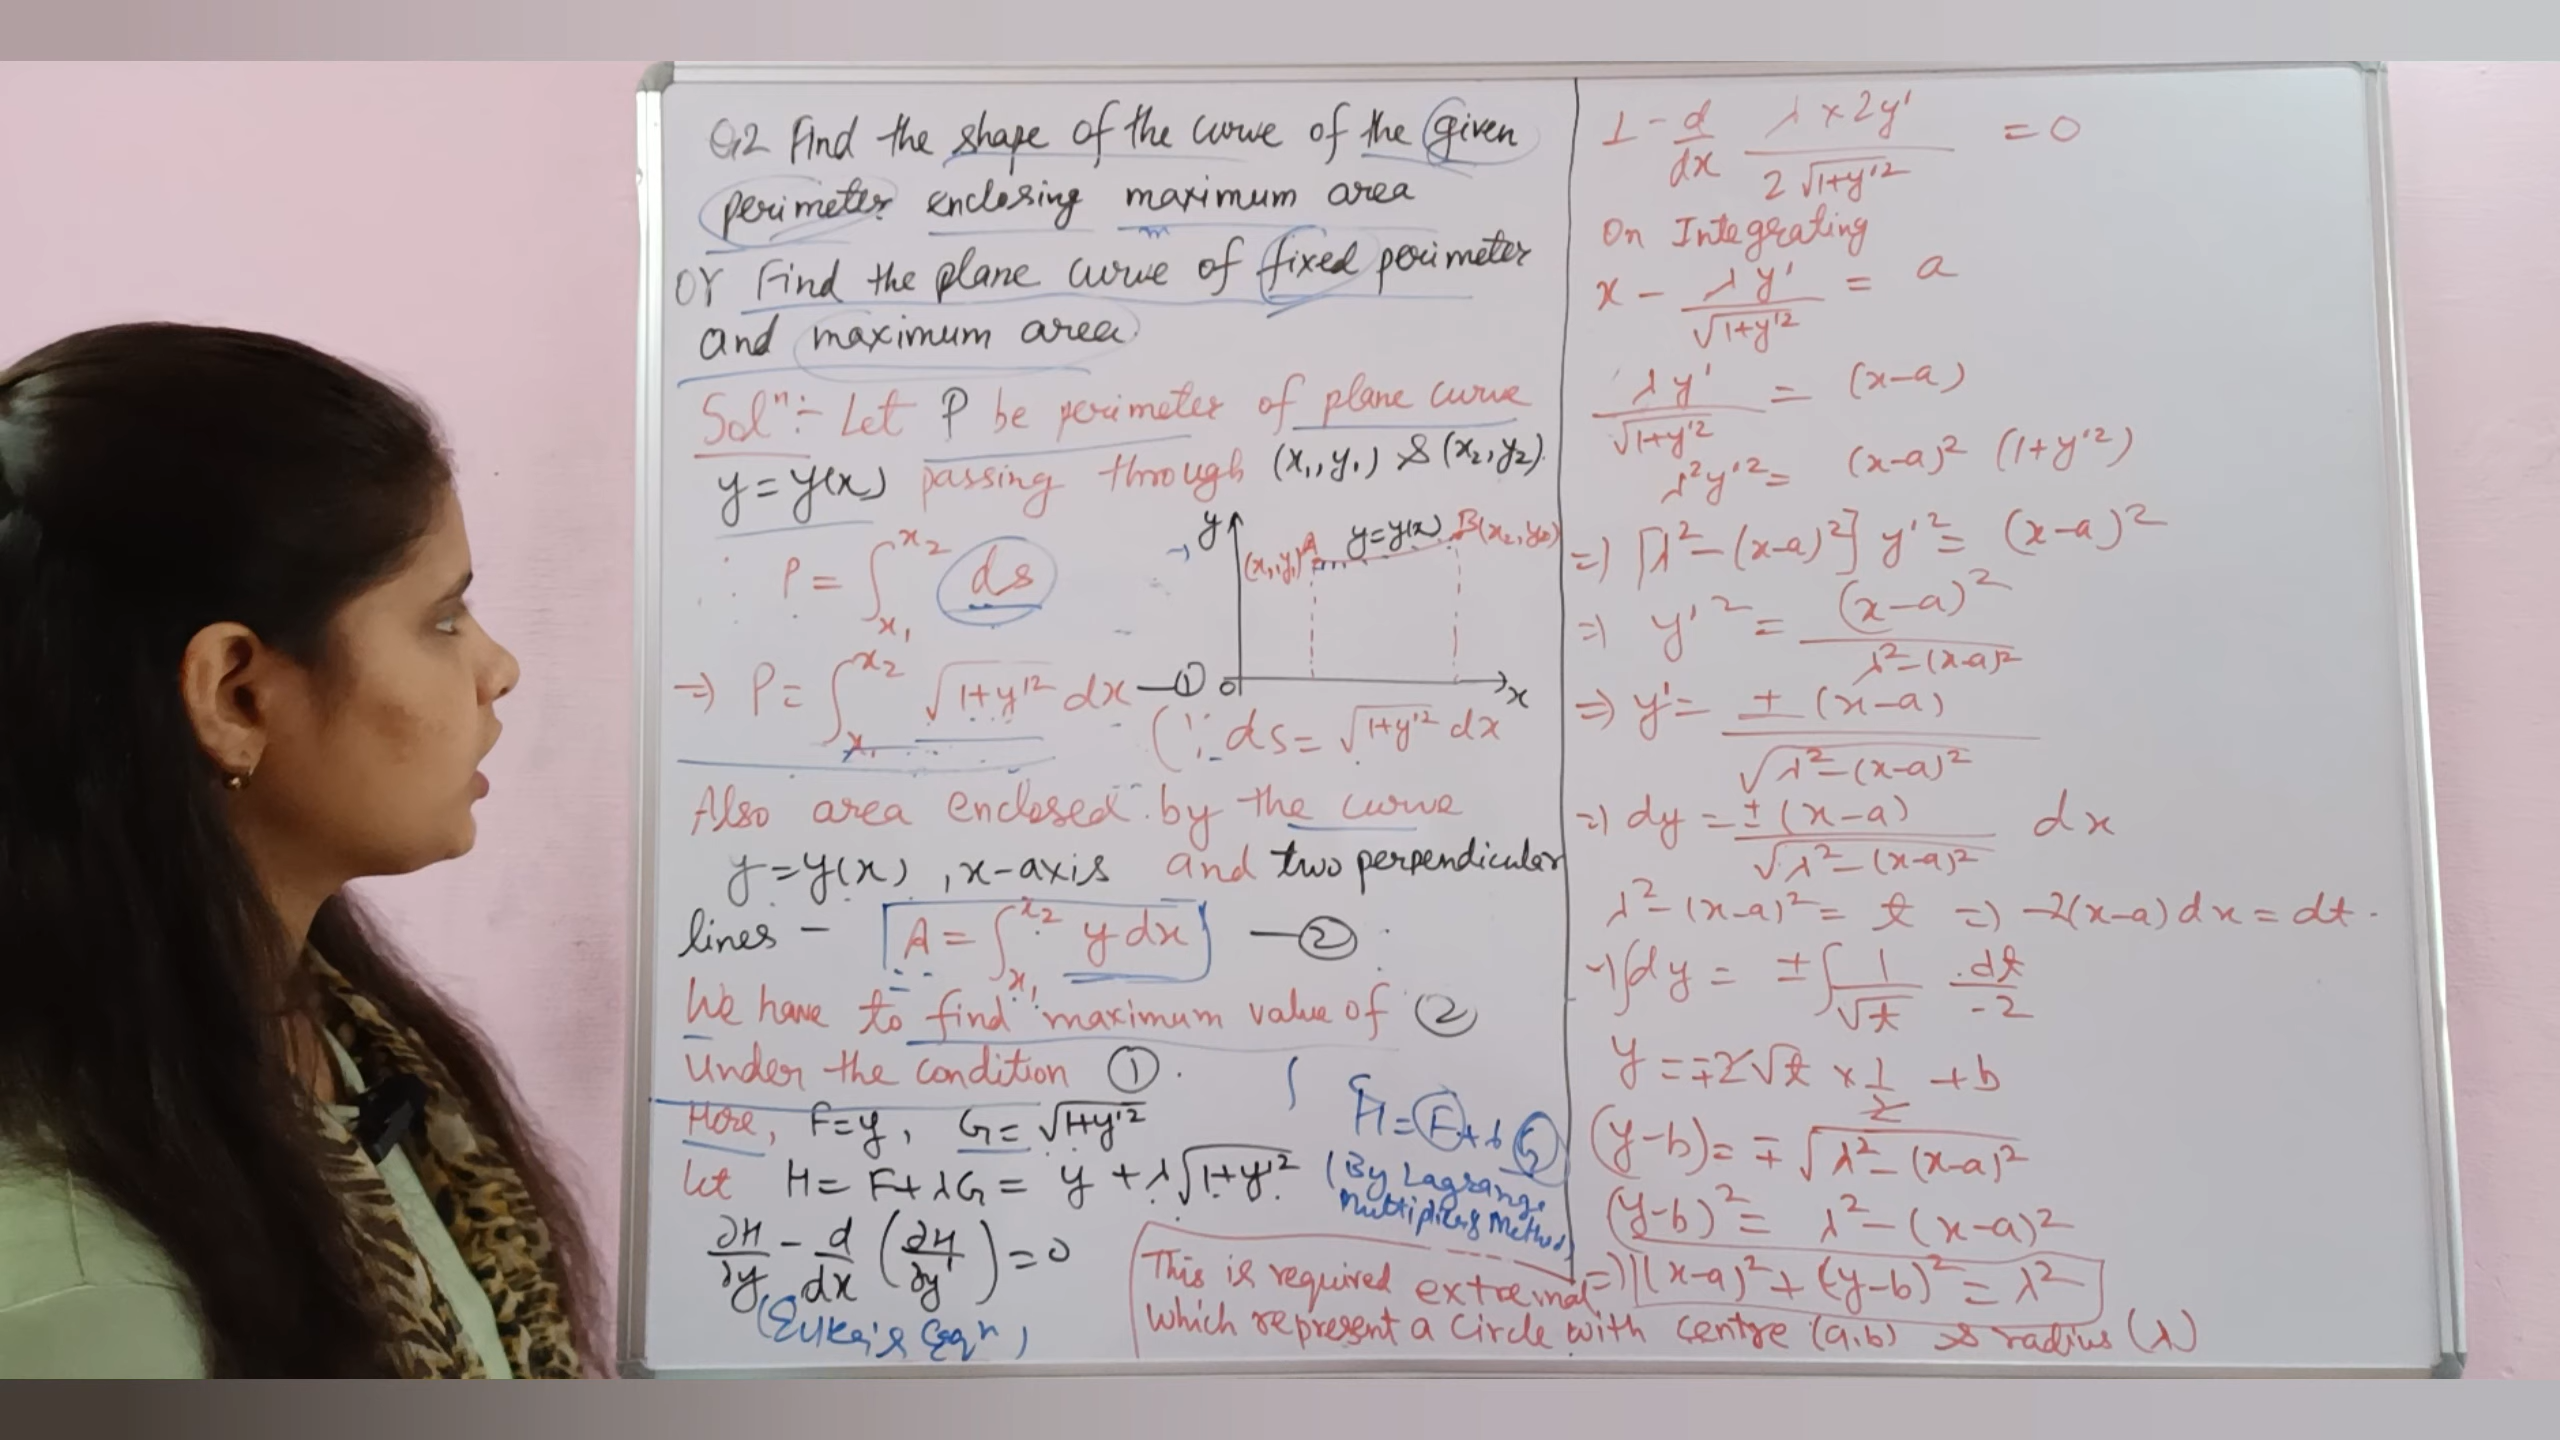 Q2 Find the shape of the curve of the given
perimeter enclosing maximum area
Or Find the plane curve of fixed perimeter
and maximum area.
Solⁿ:- Let P be perimeter of plane curve
y = y(x) passing through (x₁, y₁) & (x₂, y₂).
∴ P = ∫_{x₁}^{x₂} ds
y
(x₁, y₁) A y = y(x) B(x₂, y₂)
0 x
⇒ P = ∫_{x₁}^{x₂} √(1+y'²) dx —①
(∵ ds = √(1+y'²) dx
Also area enclosed by the curve
y = y(x), x-axis and two perpendicular
lines – A = ∫_{x₁}^{x₂} y dx —②
We have to find maximum value of ②
Under the condition ①.
Here, F = y, G = √(1+y'²)
Let H = F + λG = y + λ√(1+y'²)
H = F + λ G
(By Lagrange
Multipliers Method)
∂H/∂y − d/dx (∂H/∂y') = 0
(Euler's Eqⁿ)
1 − d/dx (λ × 2y')/(2√(1+y'²)) = 0
On Integrating
x − λy'/√(1+y'²) = a
λy'/√(1+y'²) = (x−a)
λ²y'² = (x−a)² (1+y'²)
⇒ [λ² − (x−a)²] y'² = (x−a)²
⇒ y'² = (x−a)²/(λ² − (x−a)²)
⇒ y' = ± (x−a)/√(λ² − (x−a)²)
⇒ dy = ± (x−a)/√(λ² − (x−a)²) dx
λ² − (x−a)² = t ⇒ −2(x−a) dx = dt.
⇒ ∫dy = ± ∫ 1/√t · dt/−2
y = ∓2√t × 1/2 + b
(y−b) = ∓ √(λ² − (x−a)²)
(y−b)² = λ² − (x−a)²
⇒ (x−a)² + (y−b)² = λ²
This is required extremal
which represent a circle with centre (a,b) & radius (λ)